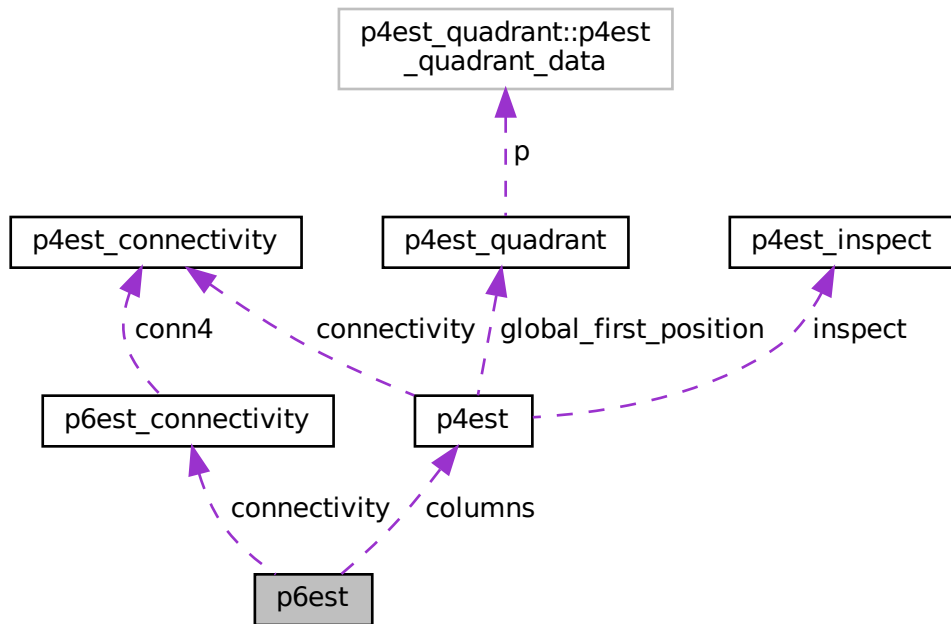 p4est_quadrant::p4est
_quadrant_data
p
p4est_connectivity
p4est_quadrant
p4est_inspect
conn4
connectivity
global_first_position
inspect
p6est_connectivity
p4est
connectivity
columns
p6est